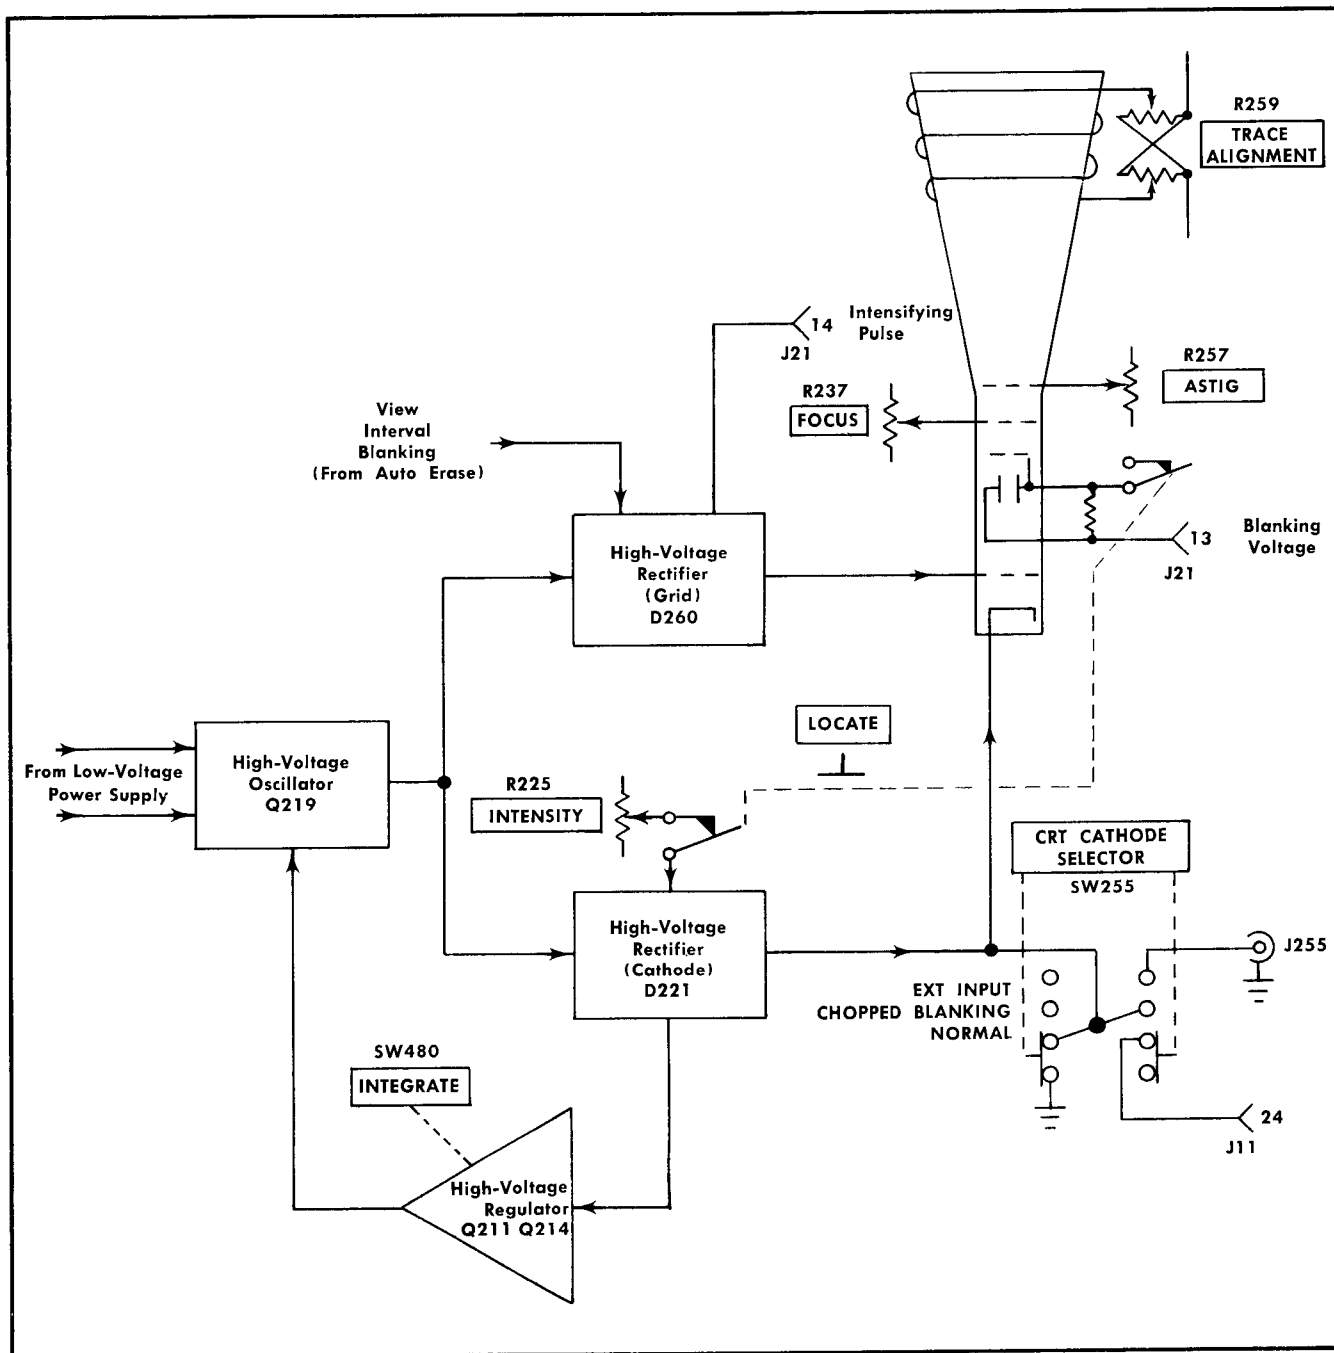 R259
TRACE
ALIGNMENT
14
Intensifying
Pulse
J21
R257
ASTIG
R237
FOCUS
View
Interval
Blanking
(From Auto Erase)
High-Voltage
Rectifier
(Grid)
D260
13
Blanking
Voltage
J21
LOCATE
From Low-Voltage
Power Supply
High-Voltage
Oscillator
Q219
R225
INTENSITY
CRT CATHODE
SELECTOR
SW255
High-Voltage
Rectifier
(Cathode)
D221
J255
EXT INPUT
CHOPPED BLANKING
NORMAL
SW480
INTEGRATE
24
J11
High-Voltage
Regulator
Q211 Q214